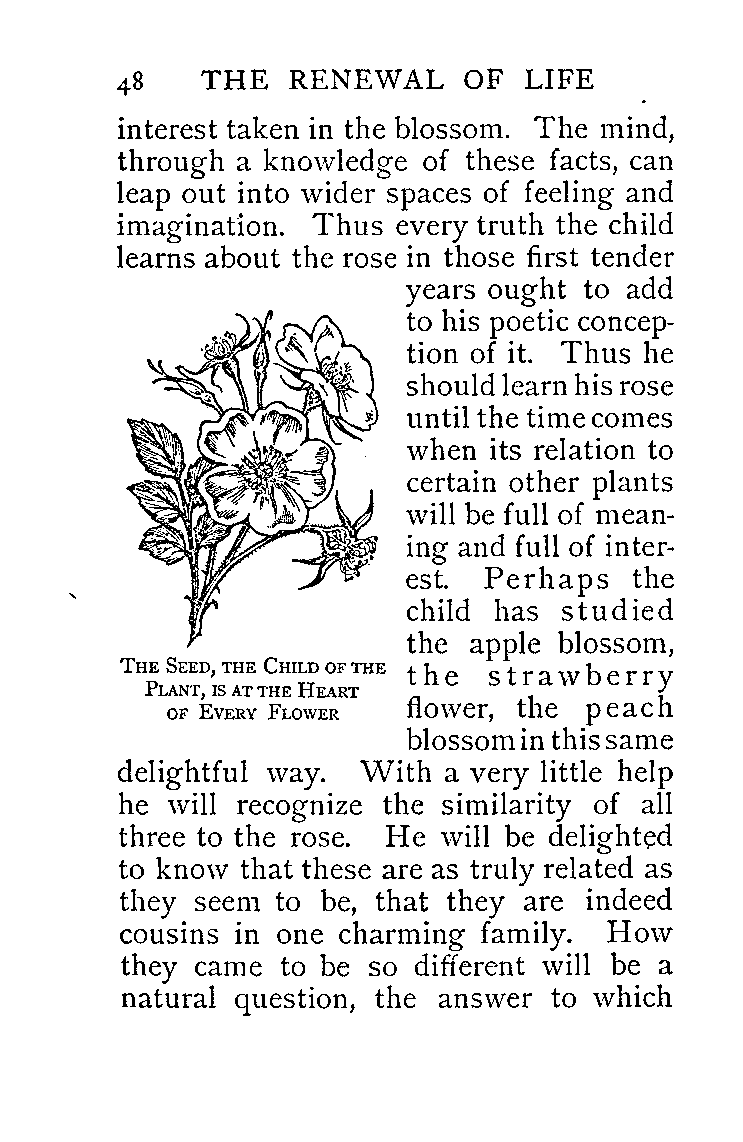 48 THE RENEWAL OF LIFE
interest taken in the blossom. The mind,
through a knowledge of these facts, can
leap out into wider spaces of feeling and
imagination. Thus every truth the child
learns about the rose in those first tender
years ought to add
to his poetic concep-
tion of it. Thus he
should learn his rose
until the time comes
when its relation to
certain other plants
will be full of mean-
ing and full of inter-
est. Perhaps the
child has studied
the apple blossom,
the strawberry
flower, the peach
blossom in this same
THE SEED, THE CHILD OF THE
PLANT, IS AT THE HEART
OF EVERY FLOWER
delightful way. With a very little help
he will recognize the similarity of all
three to the rose. He will be delighted
to know that these are as truly related as
they seem to be, that they are indeed
cousins in one charming family. How
they came to be so different will be a
natural question, the answer to which